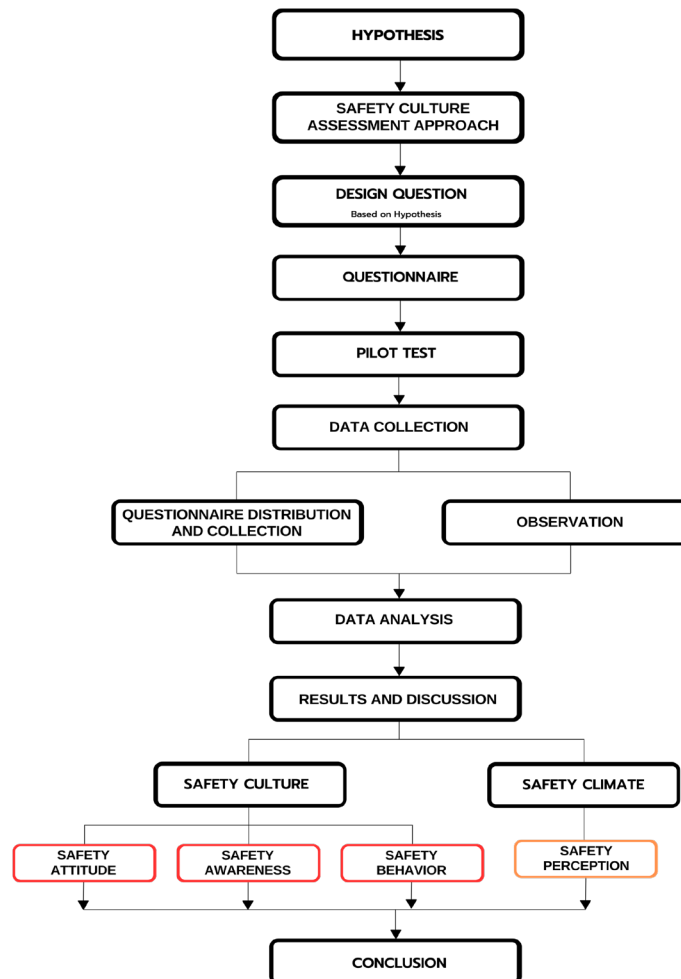 HYPOTHESIS
SAFETY CULTURE
ASSESSMENT APPROACH
DESIGN QUESTION
Based on Hypothesis
QUESTIONNAIRE
PILOT TEST
DATA COLLECTION
QUESTIONNAIRE DISTRIBUTION
AND COLLECTION
OBSERVATION
DATA ANALYSIS
RESULTS AND DISCUSSION
SAFETY CULTURE
SAFETY CLIMATE
SAFETY
ATTITUDE
SAFETY
AWARENESS
SAFETY
BEHAVIOR
SAFETY
PERCEPTION
CONCLUSION